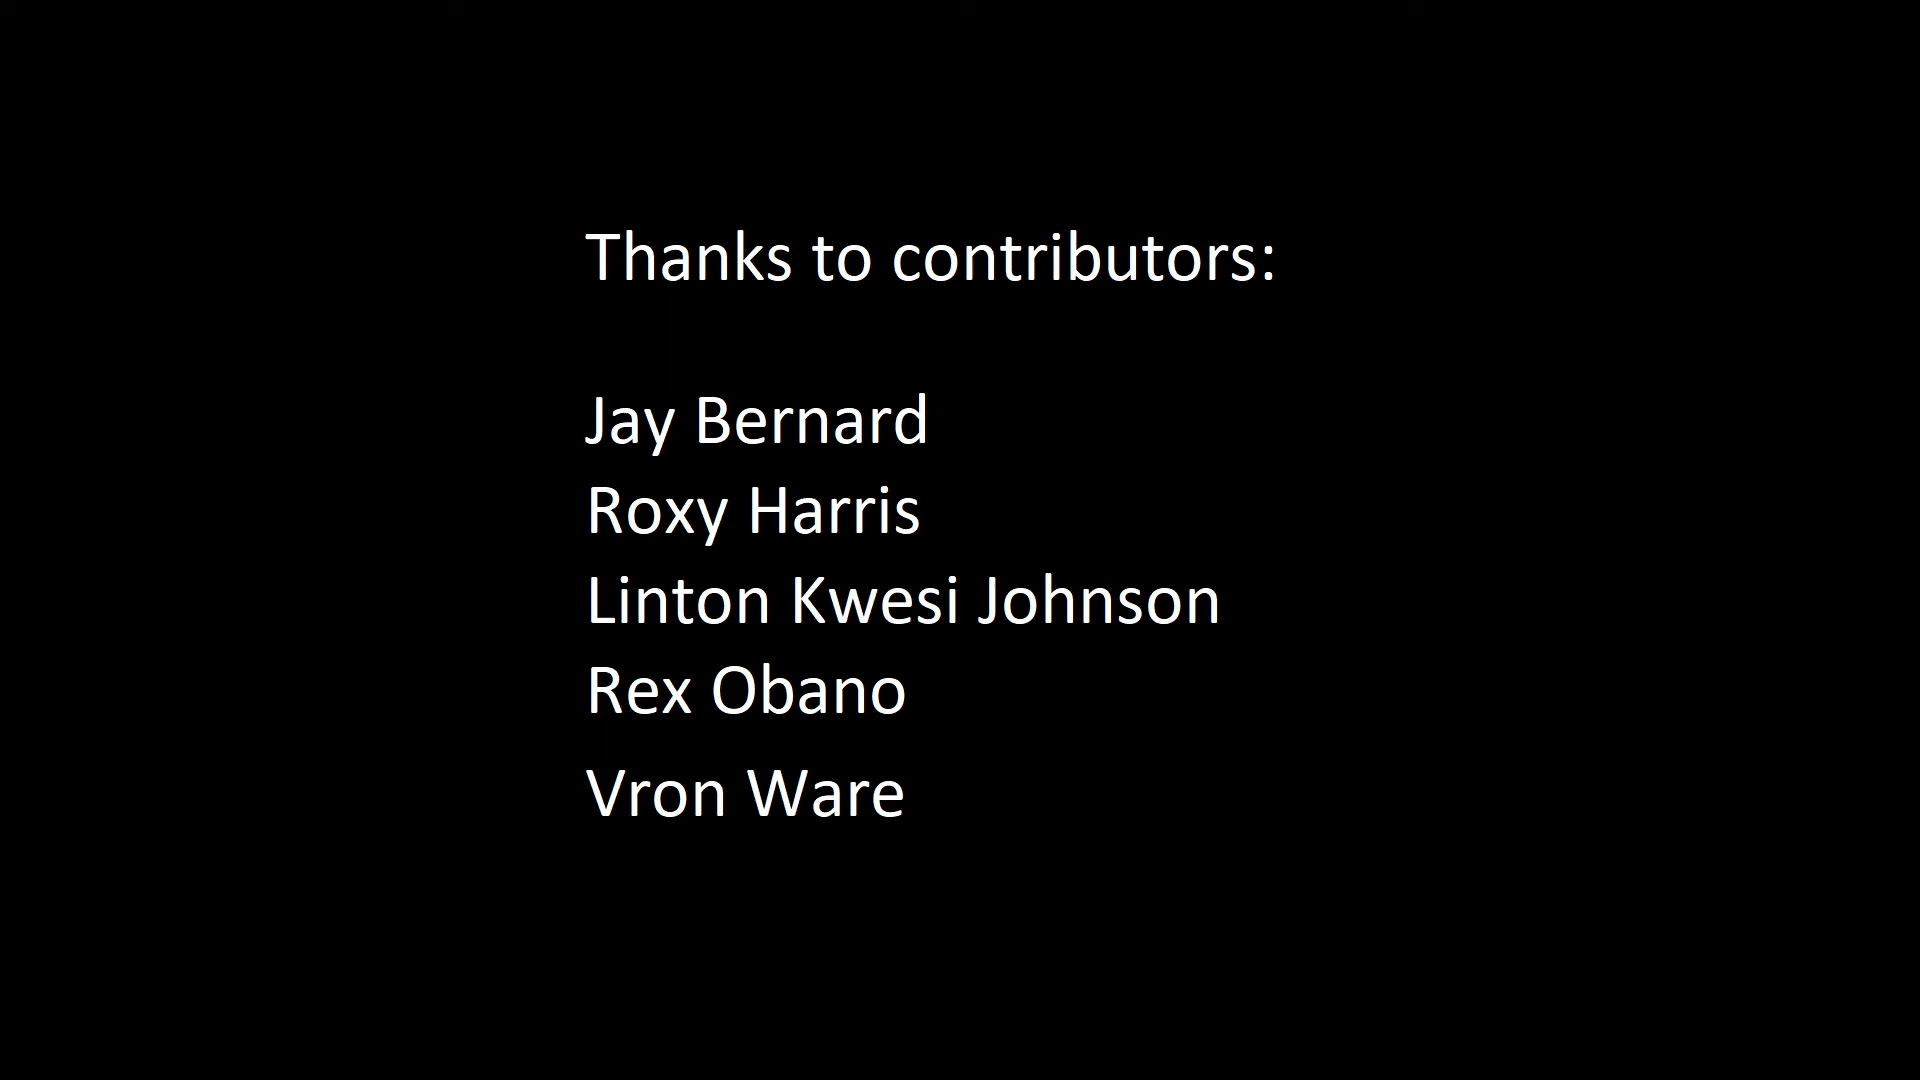 Thanks to contributors:
Jay Bernard
Roxy Harris
Linton Kwesi Johnson
Rex Obano
Vron Ware